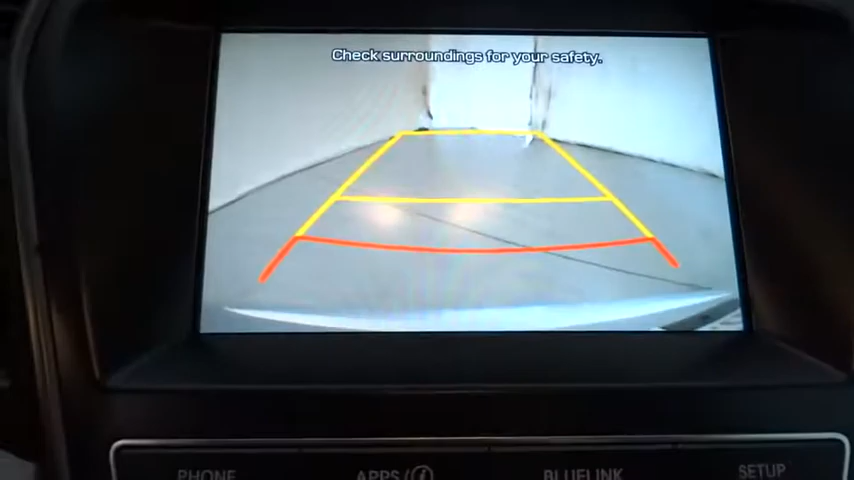 Check surroundings for your safety.
PHONE
APPS/i
BLUELINK
SETUP